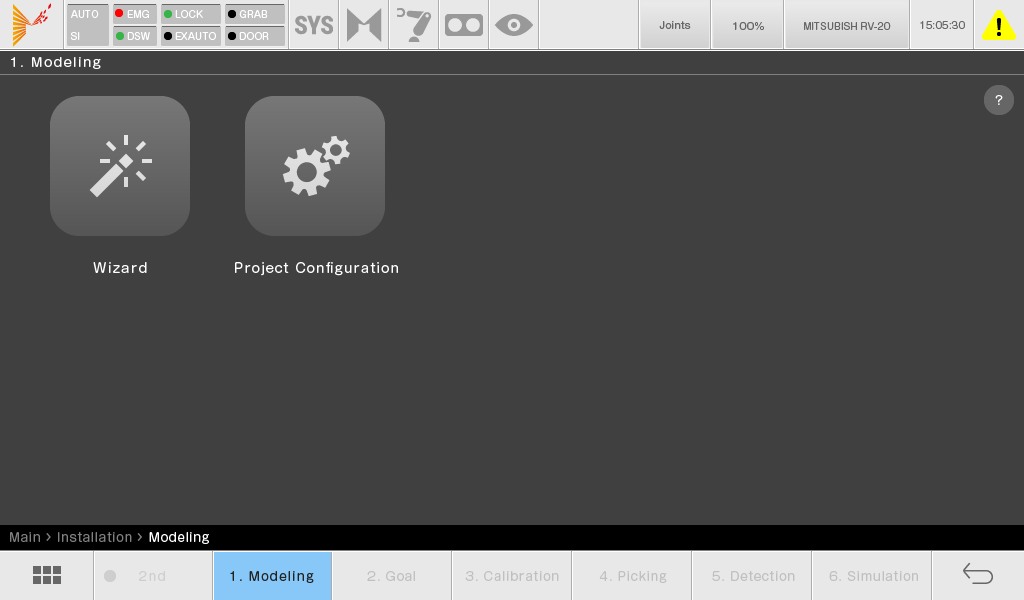 AUTO EMG LOCK GRAB
SI DSW EXAUTO DOOR
SYS
Joints
100%
MITSUBISH RV-20
15:05:30
1. Modeling
?
Wizard
Project Configuration
Main > Installation > Modeling
2nd
1. Modeling
2. Goal
3. Calibration
4. Picking
5. Detection
6. Simulation